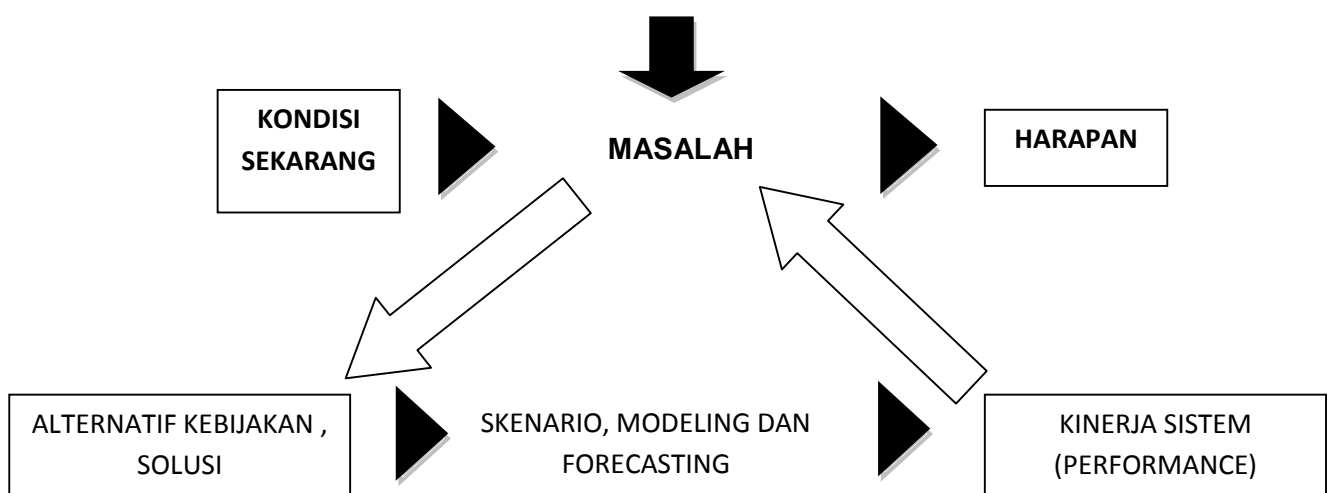 KONDISI
SEKARANG
MASALAH
HARAPAN
ALTERNATIF KEBIJAKAN ,
SOLUSI
SKENARIO, MODELING DAN
FORECASTING
KINERJA SISTEM
(PERFORMANCE)